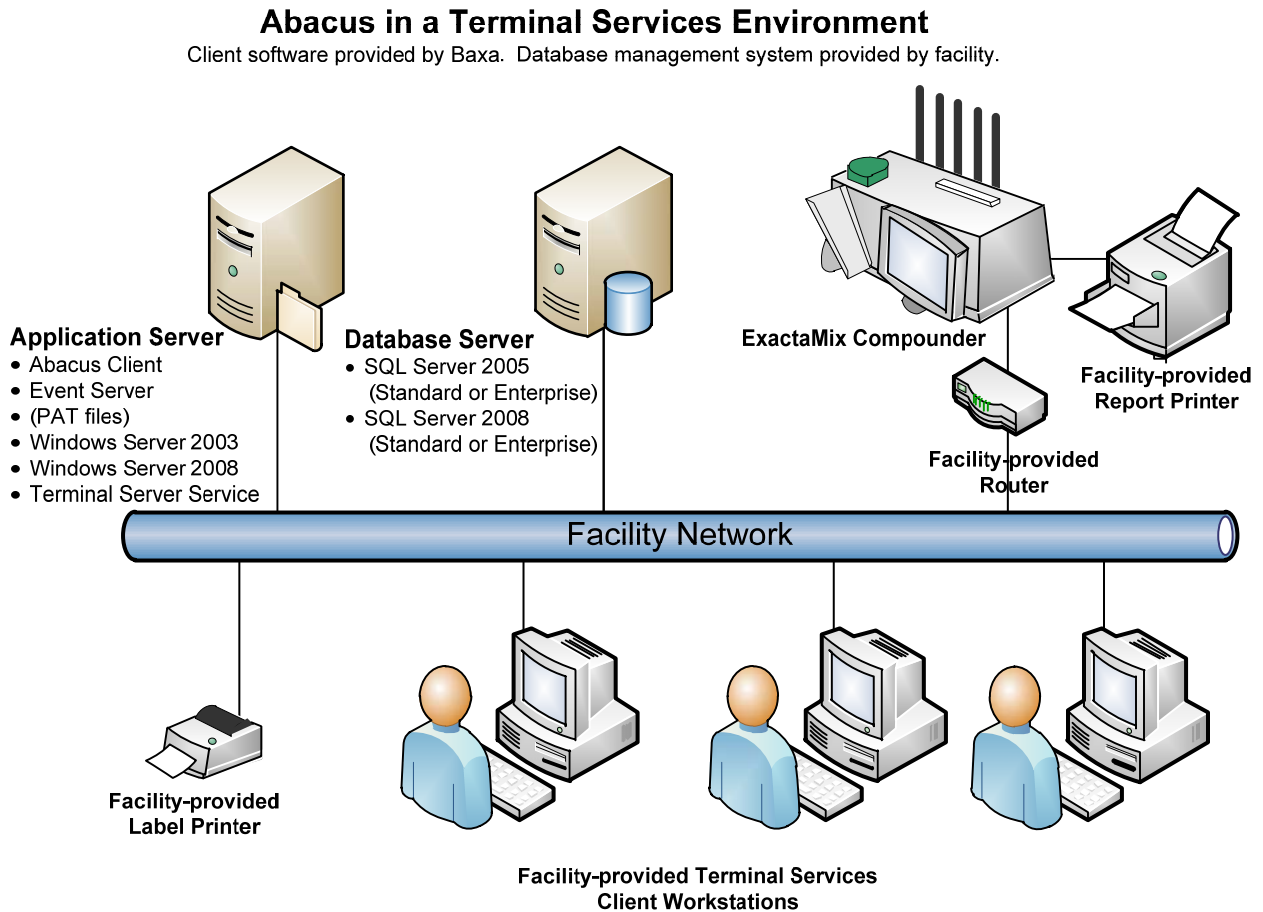 Abacus in a Terminal Services Environment
Client software provided by Baxa.  Database management system provided by facility.
Application Server
• Abacus Client
• Event Server
• (PAT files)
• Windows Server 2003
• Windows Server 2008
• Terminal Server Service
Database Server
• SQL Server 2005
(Standard or Enterprise)
• SQL Server 2008
(Standard or Enterprise)
ExactaMix Compounder
Facility-provided
Report Printer
Facility-provided
Router
Facility Network
Facility-provided
Label Printer
Facility-provided Terminal Services
Client Workstations